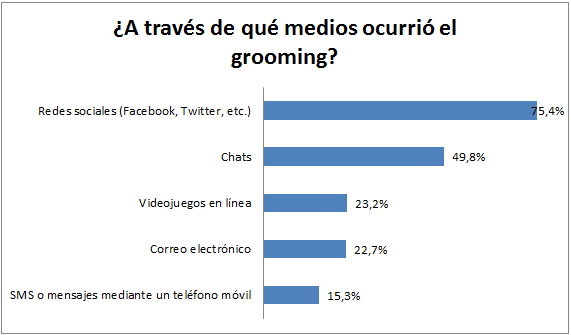 ¿A través de qué medios ocurrió el
grooming?
Redes sociales (Facebook, Twitter, etc.) 75,4%
Chats 49,8%
Videojuegos en línea 23,2%
Correo electrónico 22,7%
SMS o mensajes mediante un teléfono móvil 15,3%